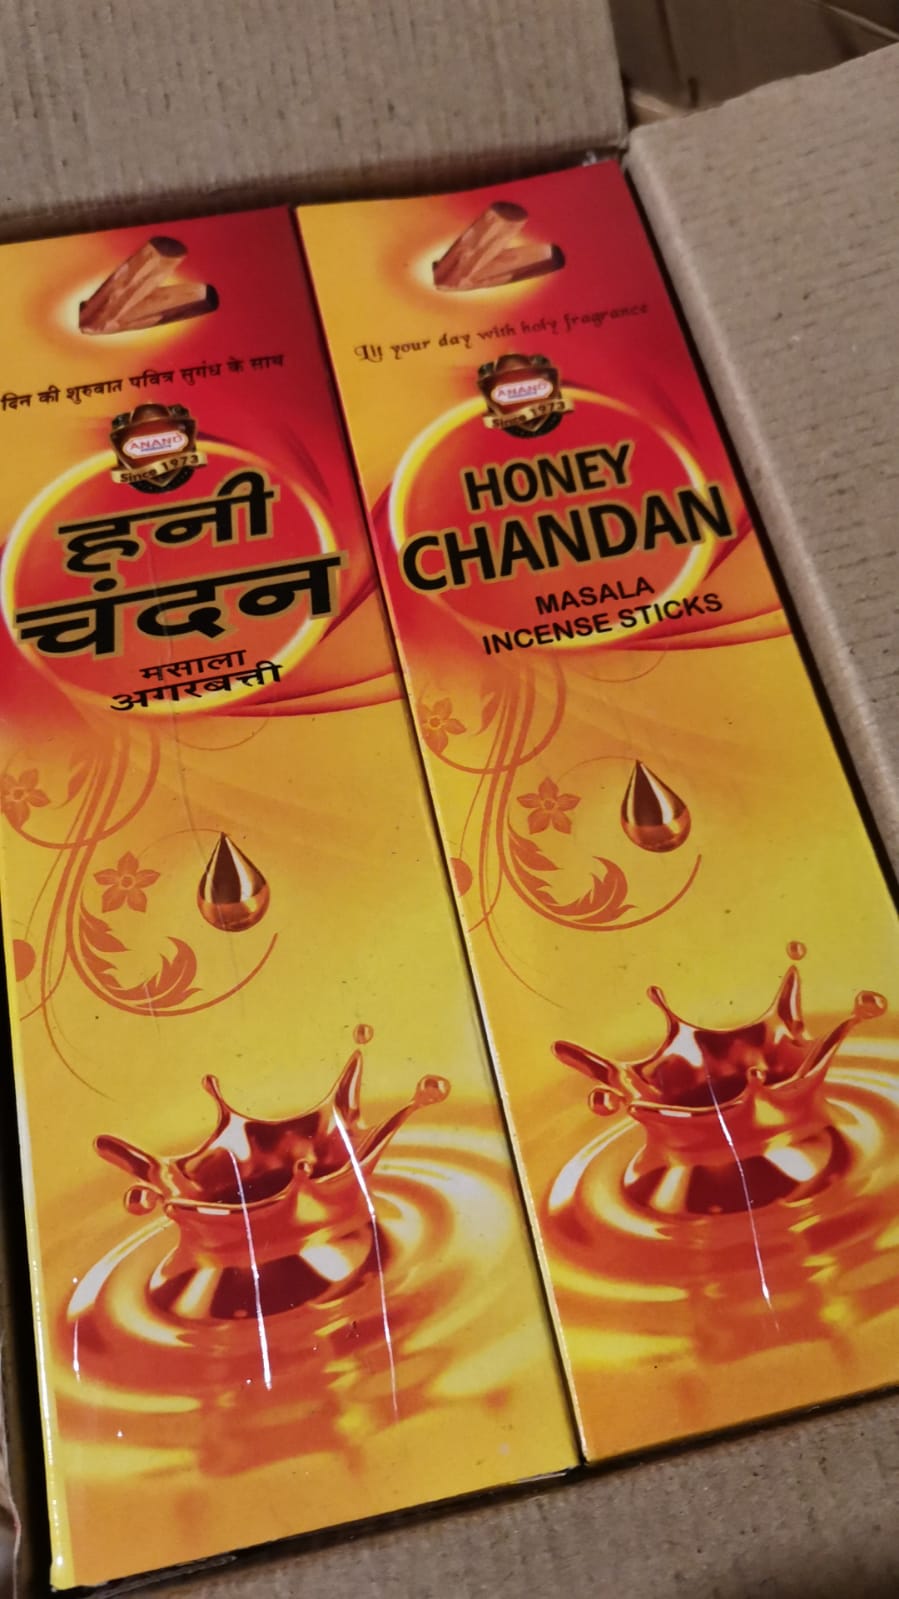 दिन की शुरुवात पवित्र सुगंध के साथ
ANAND
Since 1973
हनी
चंदन
मसाला
अगरबत्ती
Lit your day with holy fragrance
ANAND
Since 1973
HONEY
CHANDAN
MASALA
INCENSE STICKS